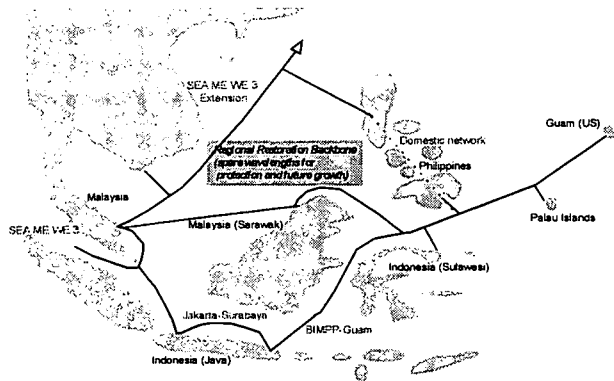 SEA ME WE 3
Extension
Guam (US)
Domestic network
Regional Restoration Backbone
(spare wavelengths for
protection and future growth)
Philippines
Malaysia
Palau Islands
Malaysia (Sarawak)
SEA ME WE 3
Indonesia (Sulawesi)
Jakarta-Surabaya
BIMPP-Guam
Indonesia (Java)